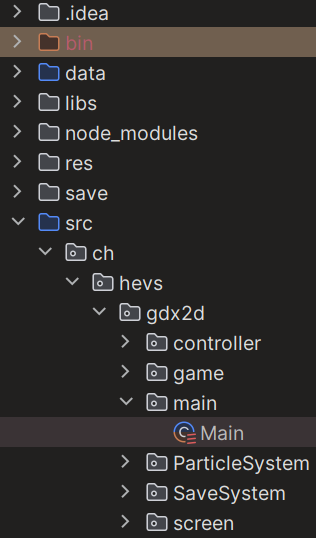 .idea
bin
data
libs
node_modules
res
save
src
ch
hevs
gdx2d
controller
game
main
Main
ParticleSystem
SaveSystem
screen